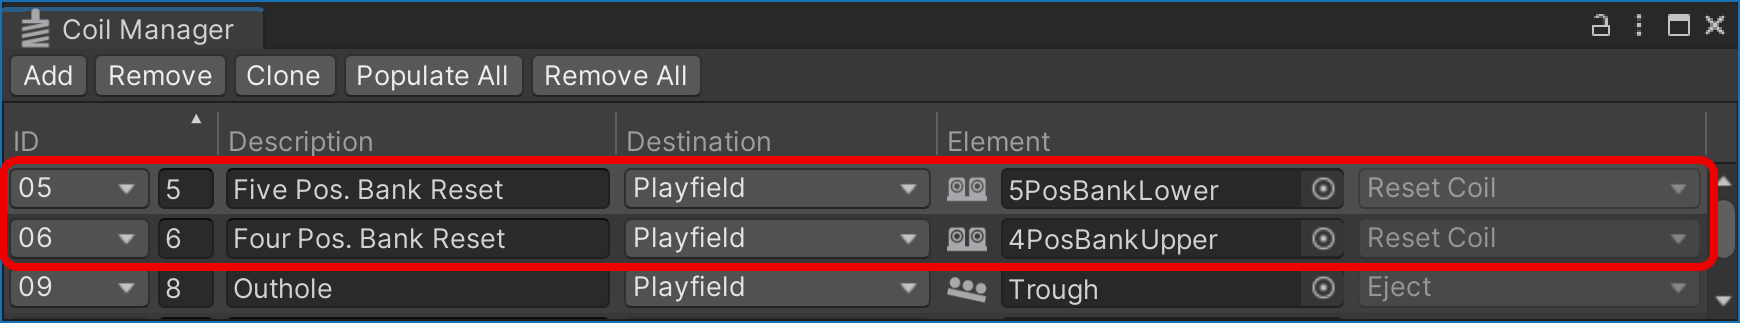 Coil Manager
Add Remove Clone Populate All Remove All
ID Description Destination Element
05 5 Five Pos. Bank Reset Playfield 5PosBankLower Reset Coil
06 6 Four Pos. Bank Reset Playfield 4PosBankUpper Reset Coil
09 8 Outhole Playfield Trough Eject